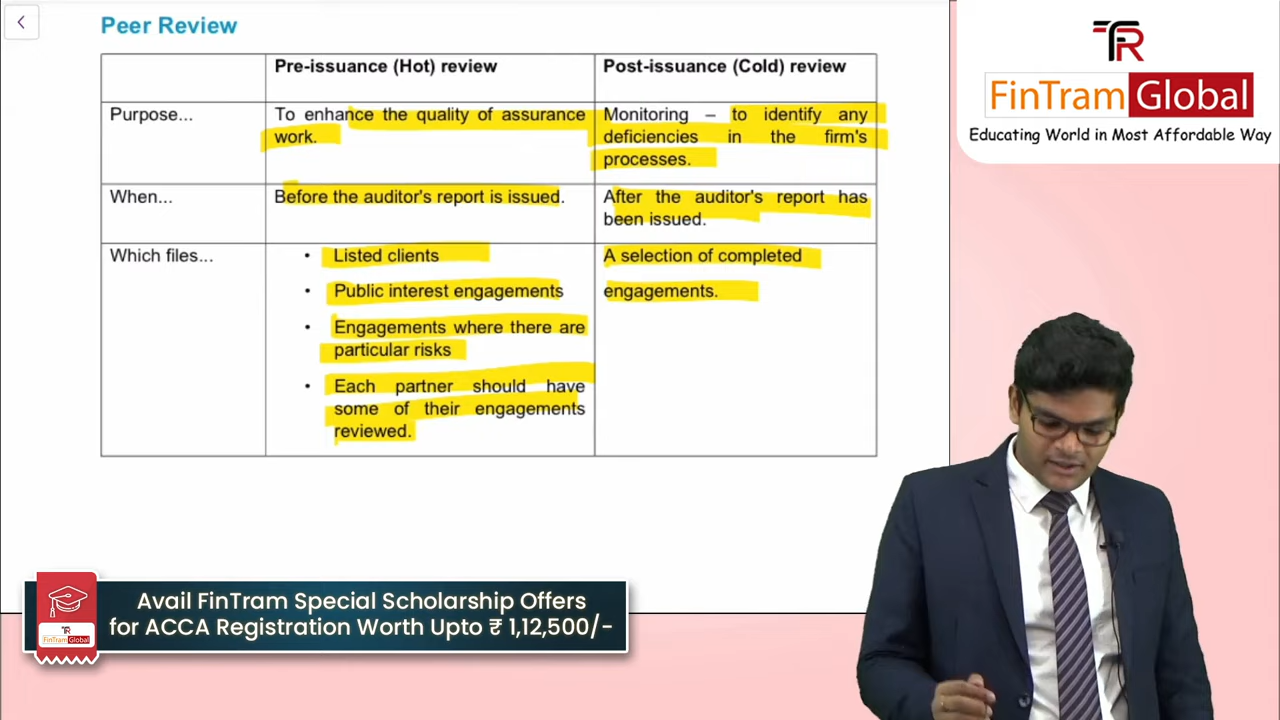 Peer Review
Pre-issuance (Hot) review
Post-issuance (Cold) review
Purpose...
To enhance the quality of assurance
work.
Monitoring – to identify any
deficiencies in the firm's
processes.
When...
Before the auditor's report is issued.
After the auditor's report has
been issued.
Which files...
• Listed clients
• Public interest engagements
• Engagements where there are
particular risks
• Each partner should have
some of their engagements
reviewed.
A selection of completed
engagements.
FinTram Global
Educating World in Most Affordable Way
FinTram Global
Avail FinTram Special Scholarship Offers
for ACCA Registration Worth Upto ₹ 1,12,500/-